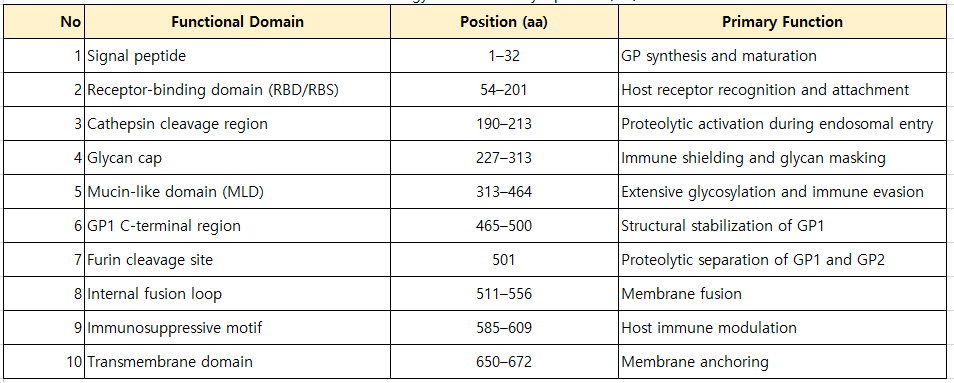 No Functional Domain Position (aa) Primary Function
1 Signal peptide 1–32 GP synthesis and maturation
2 Receptor-binding domain (RBD/RBS) 54–201 Host receptor recognition and attachment
3 Cathepsin cleavage region 190–213 Proteolytic activation during endosomal entry
4 Glycan cap 227–313 Immune shielding and glycan masking
5 Mucin-like domain (MLD) 313–464 Extensive glycosylation and immune evasion
6 GP1 C-terminal region 465–500 Structural stabilization of GP1
7 Furin cleavage site 501 Proteolytic separation of GP1 and GP2
8 Internal fusion loop 511–556 Membrane fusion
9 Immunosuppressive motif 585–609 Host immune modulation
10 Transmembrane domain 650–672 Membrane anchoring